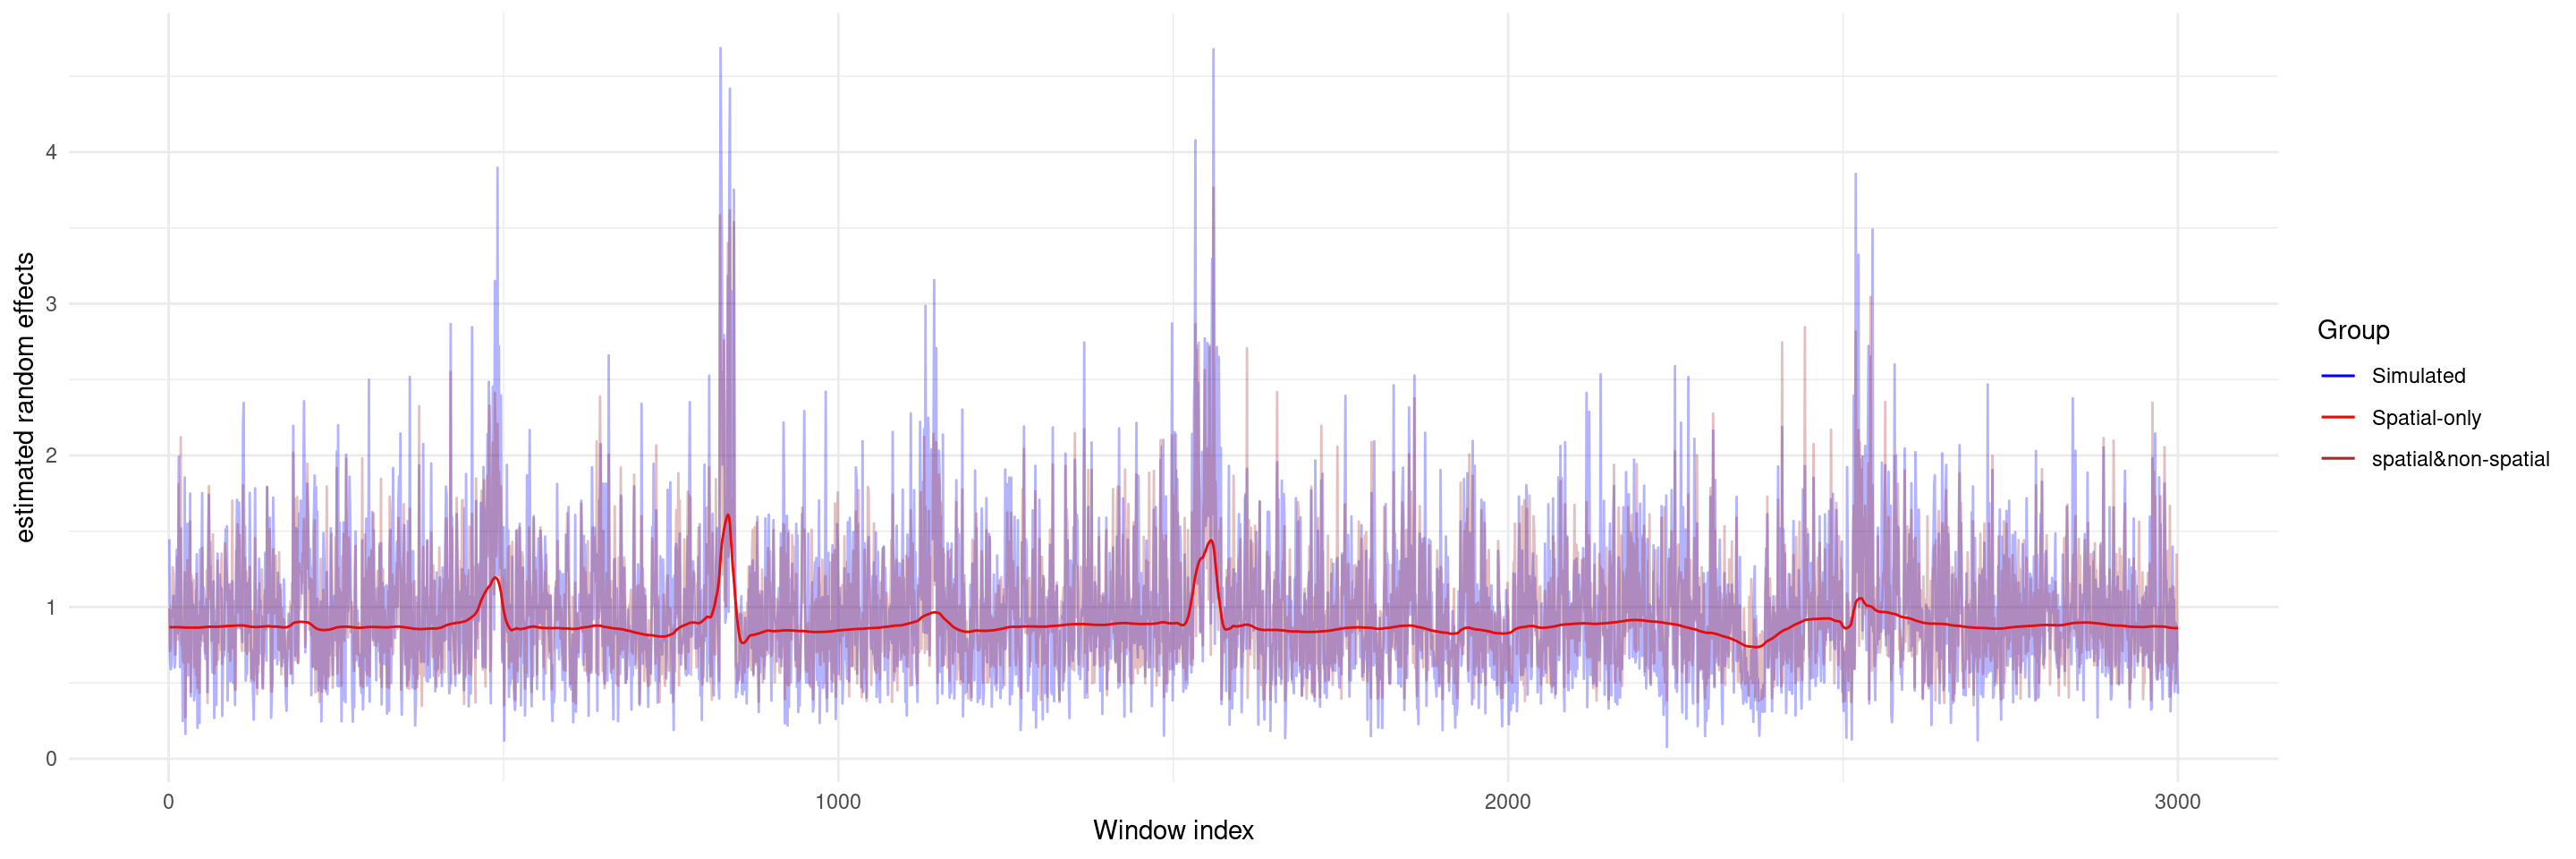 estimated random effects
4
3
2
1
0
0
1000
2000
3000
Window index
Group
Simulated
Spatial-only
spatial&non-spatial